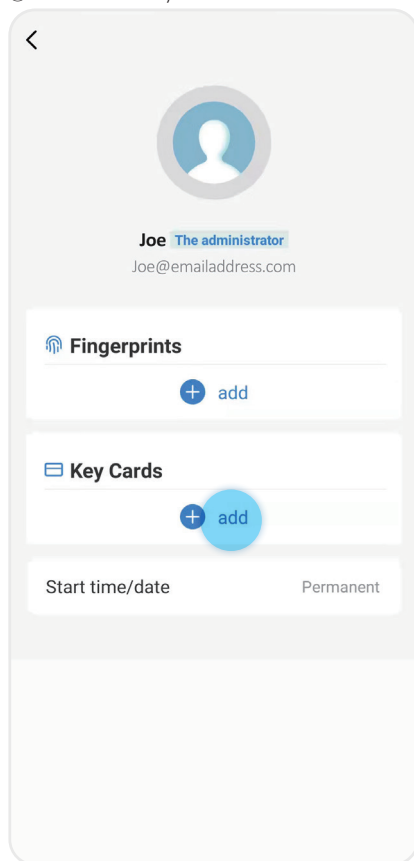 Joe The administrator
Joe@emailaddress.com
Fingerprints
add
Key Cards
add
Start time/date Permanent